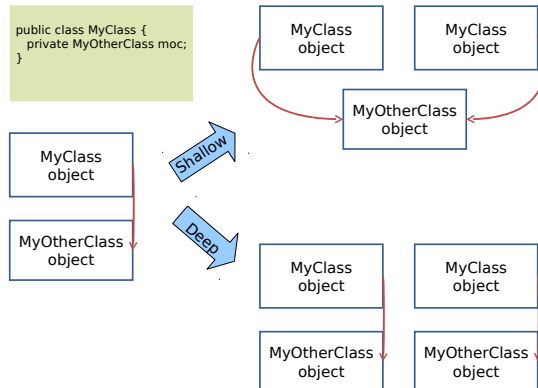 public class MyClass {
private MyOtherClass moc;
}
MyClass
object
MyClass
object
MyOtherClass
object
MyClass
object
MyOtherClass
object
Shallow
Deep
MyClass
object
MyClass
object
MyOtherClass
object
MyOtherClass
object